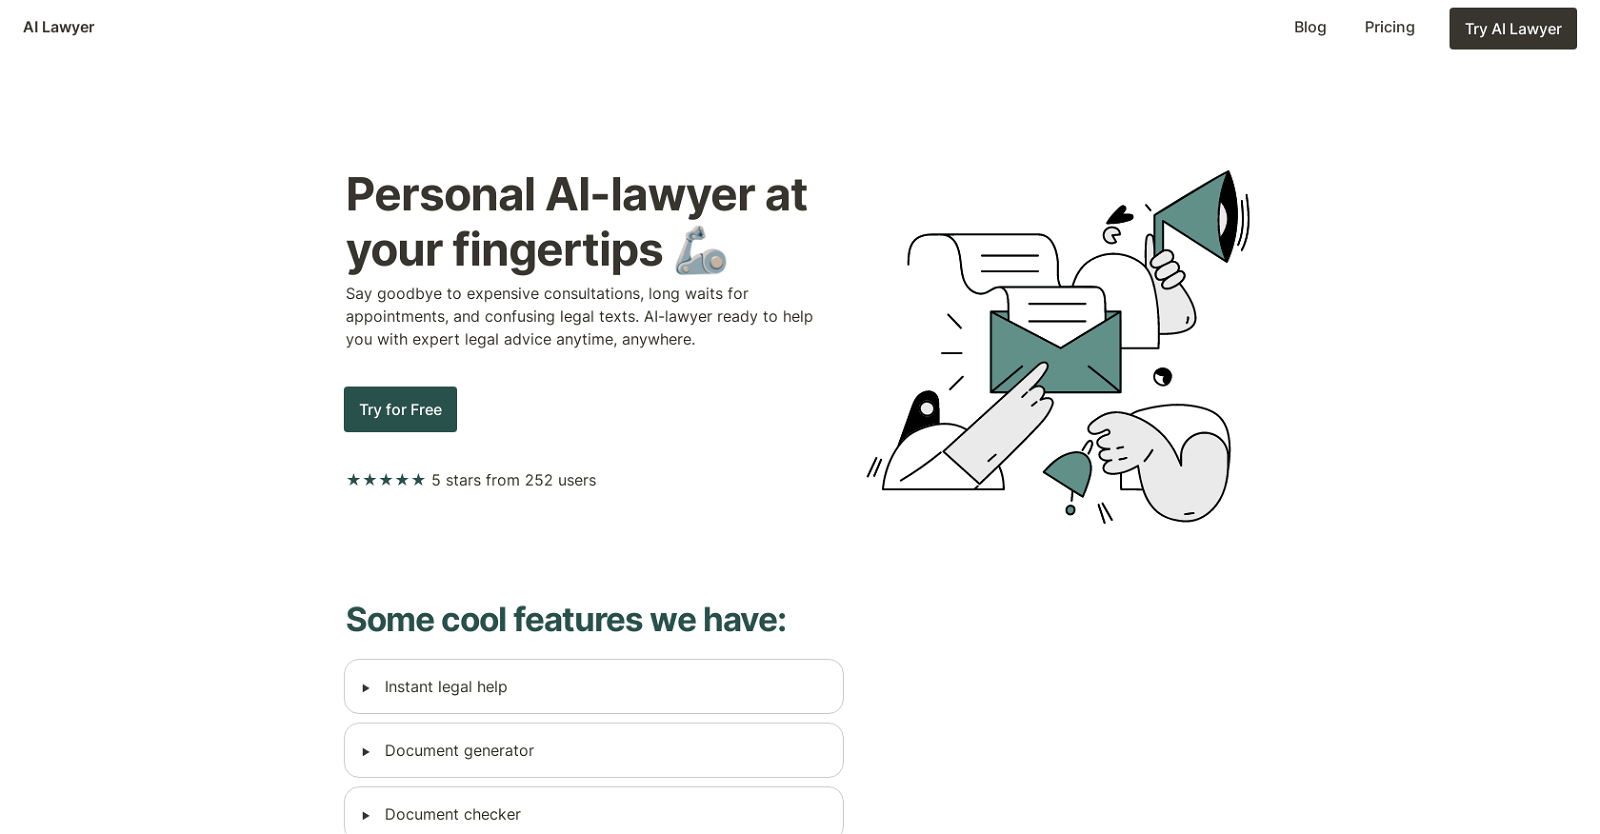 AI Lawyer
Blog
Pricing
Try AI Lawyer
Personal AI-lawyer at
your fingertips 🦾
Say goodbye to expensive consultations, long waits for
appointments, and confusing legal texts. AI-lawyer ready to help
you with expert legal advice anytime, anywhere.
Try for Free
★★★★★ 5 stars from 252 users
Some cool features we have:
Instant legal help
Document generator
Document checker